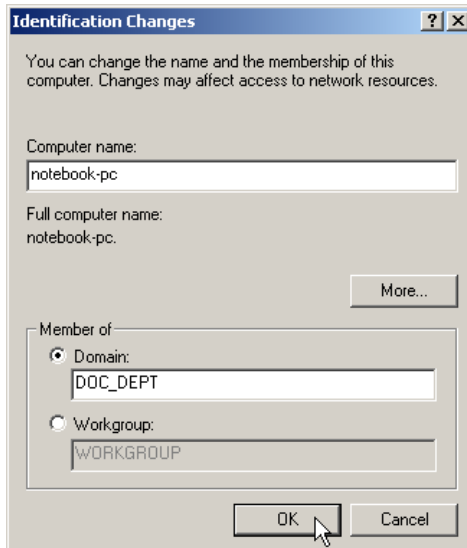 Identification Changes
You can change the name and the membership of this
computer. Changes may affect access to network resources.
Computer name:
notebook-pc
Full computer name:
notebook-pc.
More...
Member of
Domain:
DOC_DEPT
Workgroup:
WORKGROUP
OK
Cancel